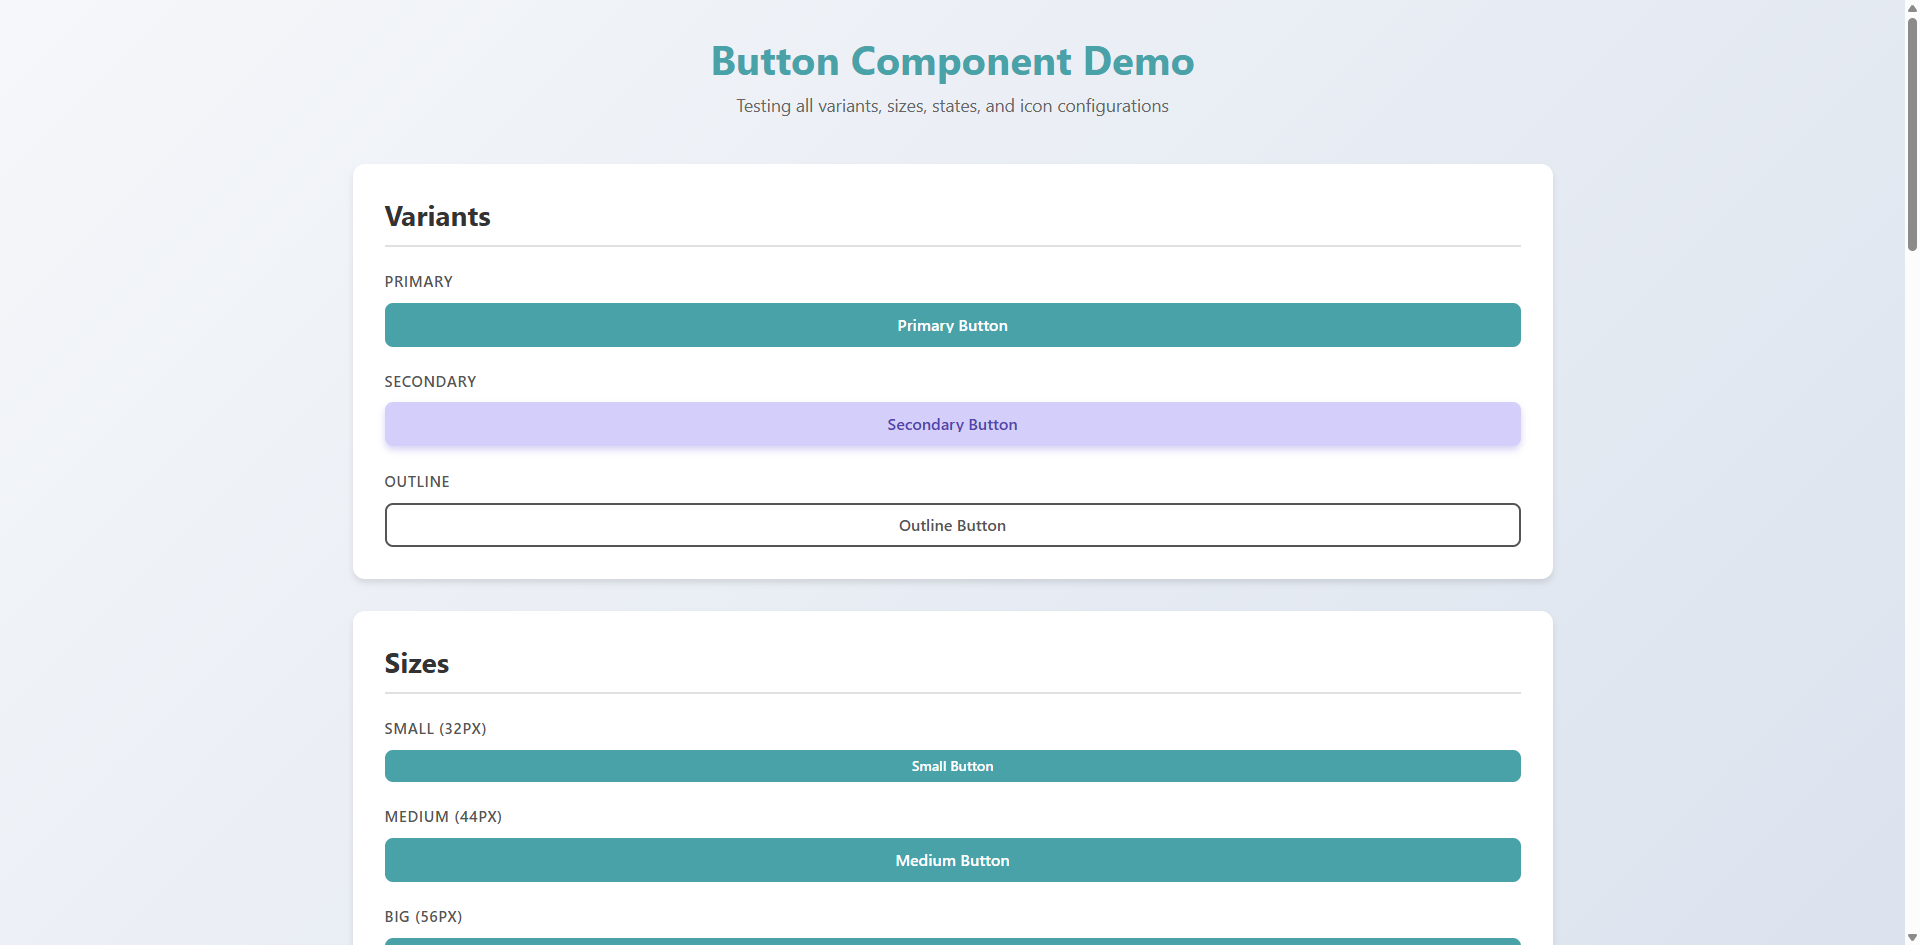 Button Component Demo
Testing all variants, sizes, states, and icon configurations
Variants
PRIMARY
Primary Button
SECONDARY
Secondary Button
OUTLINE
Outline Button
Sizes
SMALL (32PX)
Small Button
MEDIUM (44PX)
Medium Button
BIG (56PX)